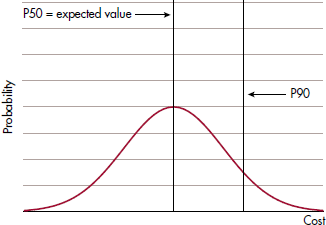 P50 = expected value
P90
Probability
Cost